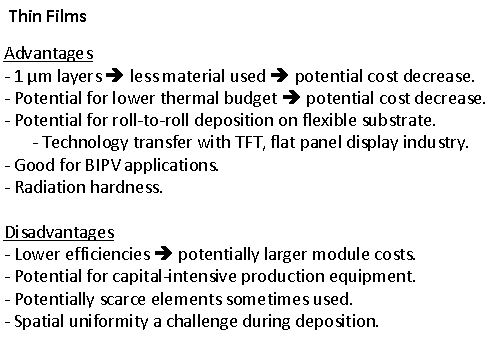 Thin Films
Advantages
- 1 μm layers ➔ less material used ➔ potential cost decrease.
- Potential for lower thermal budget ➔ potential cost decrease.
- Potential for roll-to-roll deposition on flexible substrate.
- Technology transfer with TFT, flat panel display industry.
- Good for BIPV applications.
- Radiation hardness.
Disadvantages
- Lower efficiencies ➔ potentially larger module costs.
- Potential for capital-intensive production equipment.
- Potentially scarce elements sometimes used.
- Spatial uniformity a challenge during deposition.